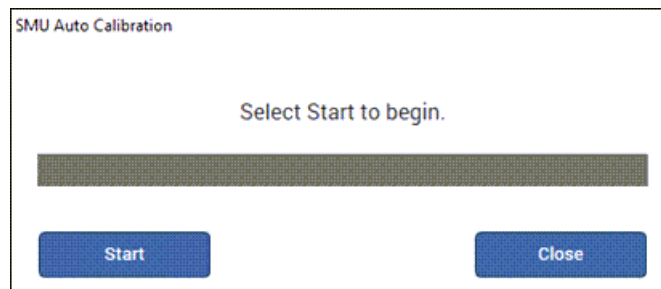 SMU Auto Calibration
Select Start to begin.
Start
Close